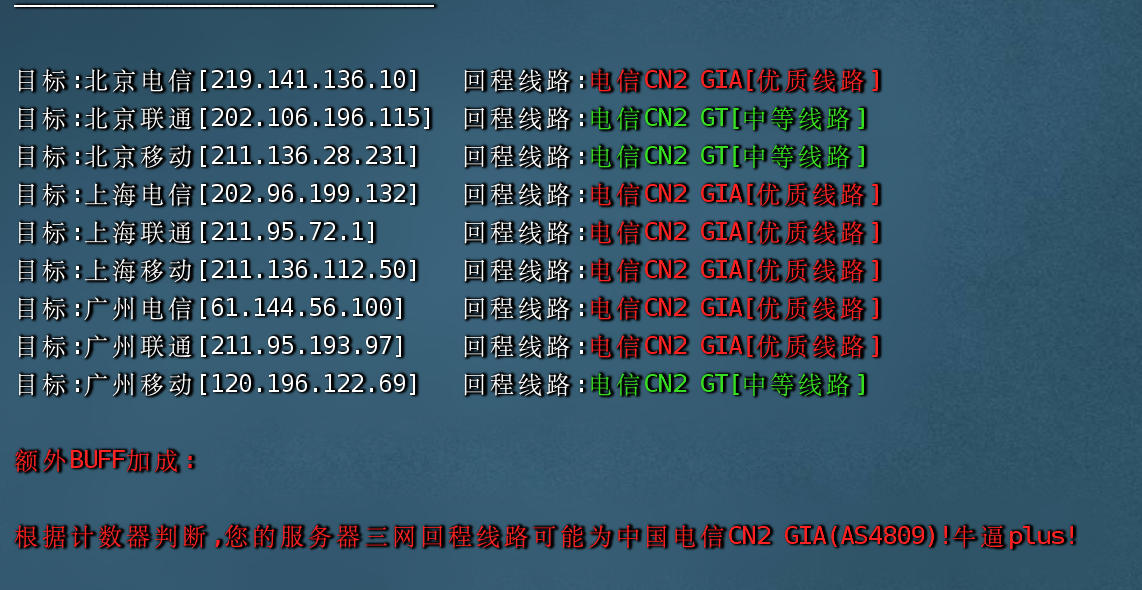 目标:北京电信[219.141.136.10] 回程线路:电信CN2 GIA[优质线路]
目标:北京联通[202.106.196.115] 回程线路:电信CN2 GT[中等线路]
目标:北京移动[211.136.28.231] 回程线路:电信CN2 GT[中等线路]
目标:上海电信[202.96.199.132] 回程线路:电信CN2 GIA[优质线路]
目标:上海联通[211.95.72.1] 回程线路:电信CN2 GIA[优质线路]
目标:上海移动[211.136.112.50] 回程线路:电信CN2 GIA[优质线路]
目标:广州电信[61.144.56.100] 回程线路:电信CN2 GIA[优质线路]
目标:广州联通[211.95.193.97] 回程线路:电信CN2 GIA[优质线路]
目标:广州移动[120.196.122.69] 回程线路:电信CN2 GT[中等线路]
额外BUFF加成:
根据计数器判断,您的服务器三网回程线路可能为中国电信CN2 GIA(AS4809)!牛逼plus!